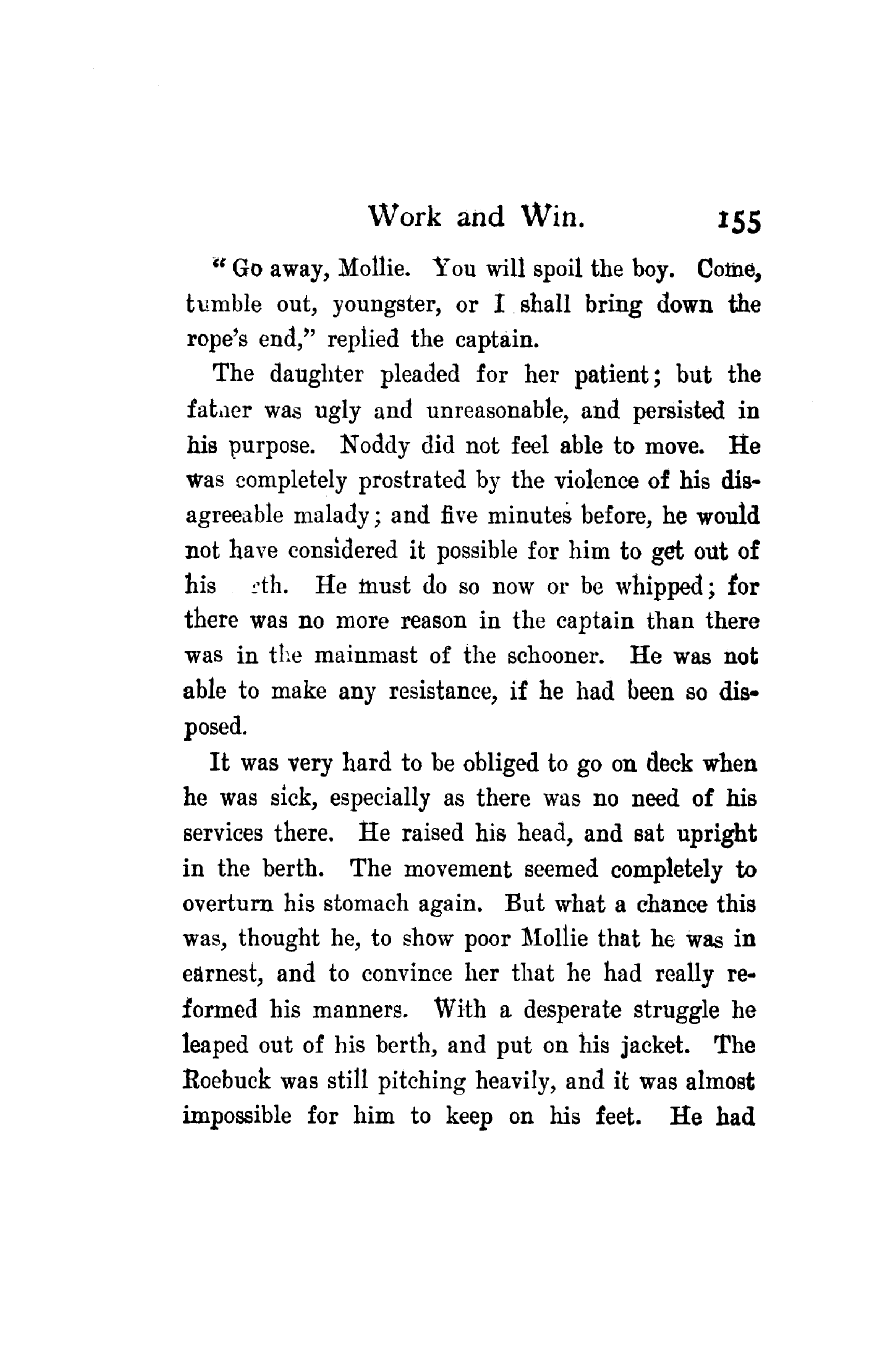 Work and Win. 155
“ Go away, Mollie. You will spoil the boy. Come,
tumble out, youngster, or I shall bring down the
rope’s end,” replied the captain.
The daughter pleaded for her patient; but the
father was ugly and unreasonable, and persisted in
his purpose. Noddy did not feel able to move. He
was completely prostrated by the violence of his dis-
agreeable malady; and five minutes before, he would
not have considered it possible for him to get out of
his He must do so now or be whipped; for
there was no more reason in the captain than there
was in the mainmast of the schooner. He was not
able to make any resistance, if he had been so dis-
posed.
It was very hard to be obliged to go on deck when
he was sick, especially as there was no need of his
services there. He raised his head, and sat upright
in the berth. The movement seemed completely to
overturn his stomach again. But what a chance this
was, thought he, to show poor Mollie that he was in
earnest, and to convince her that he had really re-
formed his manners. With a desperate struggle he
leaped out of his berth, and put on his jacket. The
Roebuck was still pitching heavily, and it was almost
impossible for him to keep on his feet. He had